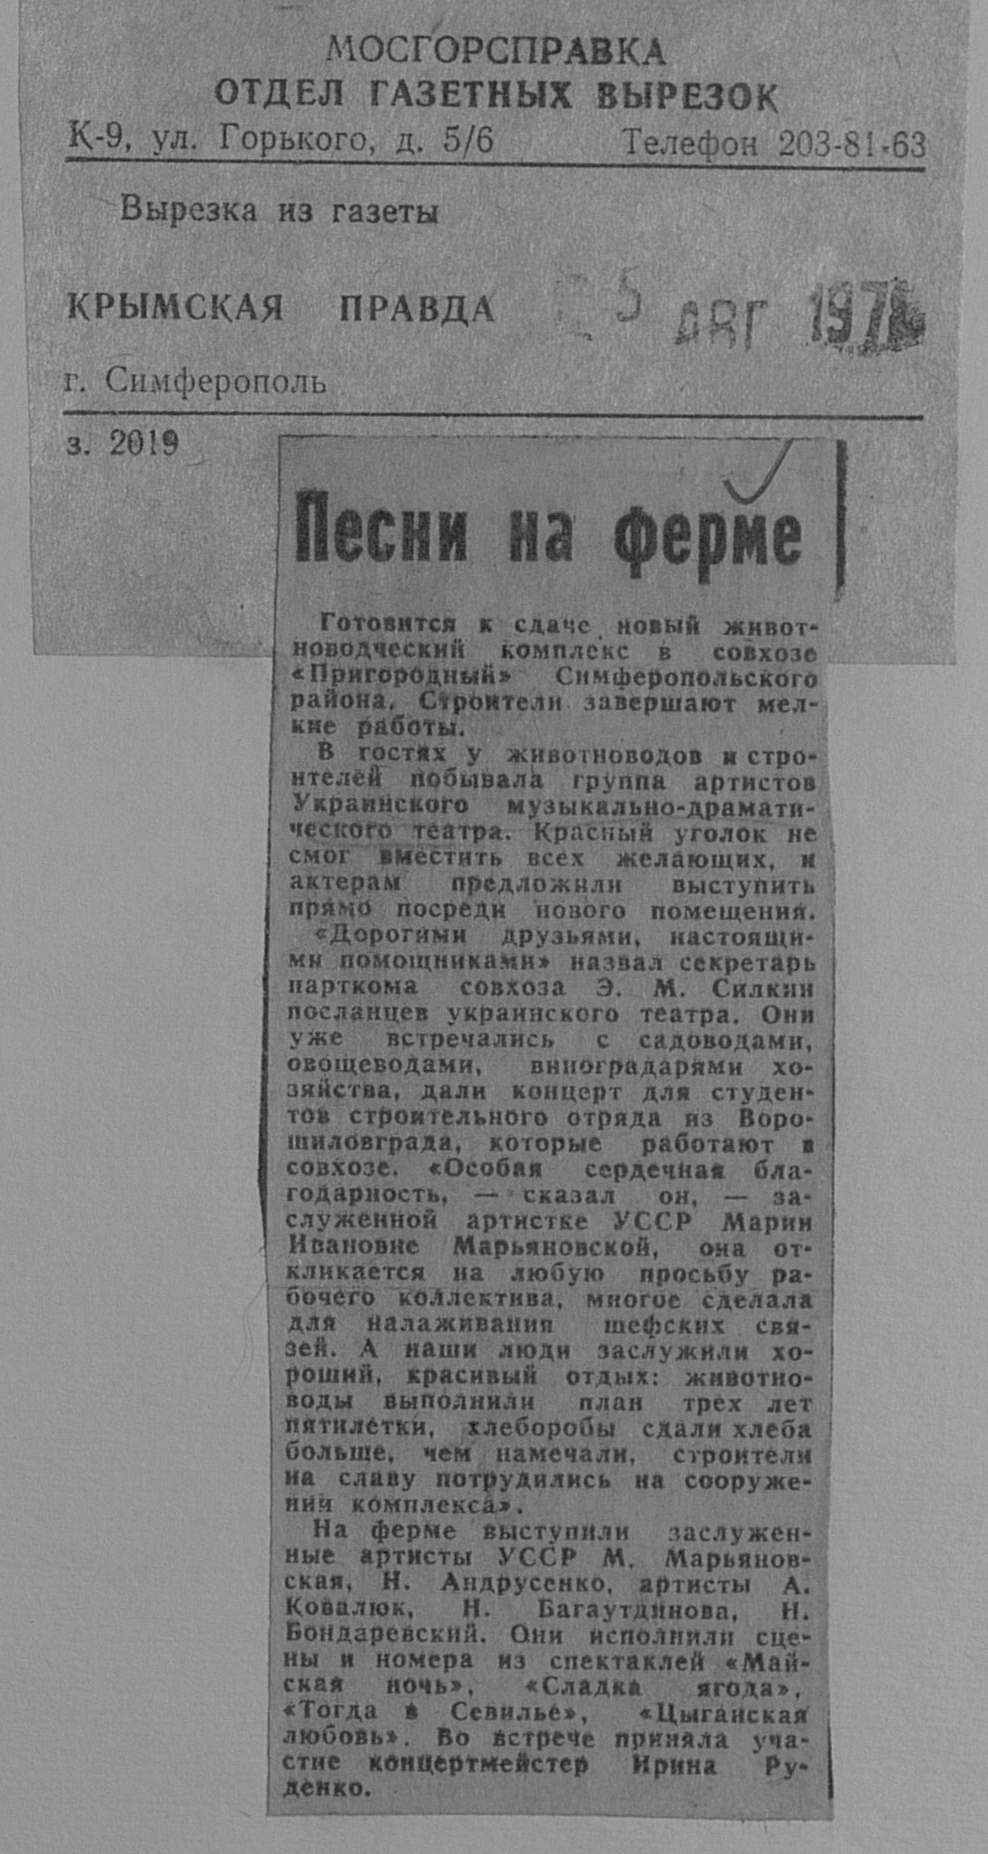 МОСГОРСПРАВКА
ОТДЕЛ ГАЗЕТНЫХ ВЫРЕЗОК
К-9, ул. Горького, д. 5/6 Телефон 203-81-63
Вырезка из газеты
КРЫМСКАЯ ПРАВДА
5 АВГ 197
г. Симферополь
з. 2019
Песни на ферме
Готовится к сдаче новый живот-
новодческий комплекс в совхозе
«Пригородный» Симферопольского
района. Строители завершают мел-
кие работы.
В гостях у животноводов и стро-
ителей побывала группа артистов
Украинского музыкально-драмати-
ческого театра. Красный уголок не
смог вместить всех желающих, и
актерам предложили выступить
прямо посреди нового помещения.
«Дорогими друзьями, настоящи-
ми помощниками» назвал секретарь
парткома совхоза Э. М. Силкин
посланцев украинского театра. Они
уже встречались с садоводами,
овощеводами, виноградарями хо-
зяйства, дали концерт для студен-
тов строительного отряда из Воро-
шиловграда, которые работают в
совхозе. «Особая сердечная бла-
годарность, — сказал он, — за-
служенной артистке УССР Марии
Ивановне Марьяновской, она от-
кликается на любую просьбу ра-
бочего коллектива, многое сделала
для налаживания шефских свя-
зей. А наши люди заслужили хо-
роший, красивый отдых: животно-
воды выполнили план трех лет
пятилетки, хлеборобы сдали хлеба
больше, чем намечали, строители
на славу потрудились на сооруже-
нии комплекса».
На ферме выступили заслужен-
ные артисты УССР М. Марьянов-
ская, Н. Андрусенко, артисты А.
Ковалюк, Н. Багаутдинова, Н.
Бондаревский. Они исполнили сце-
ны и номера из спектаклей «Май-
ская ночь», «Сладка ягода»,
«Тогда в Севилье», «Цыганская
любовь». Во встрече приняла уча-
стие концертмейстер Ирина Ру-
денко.